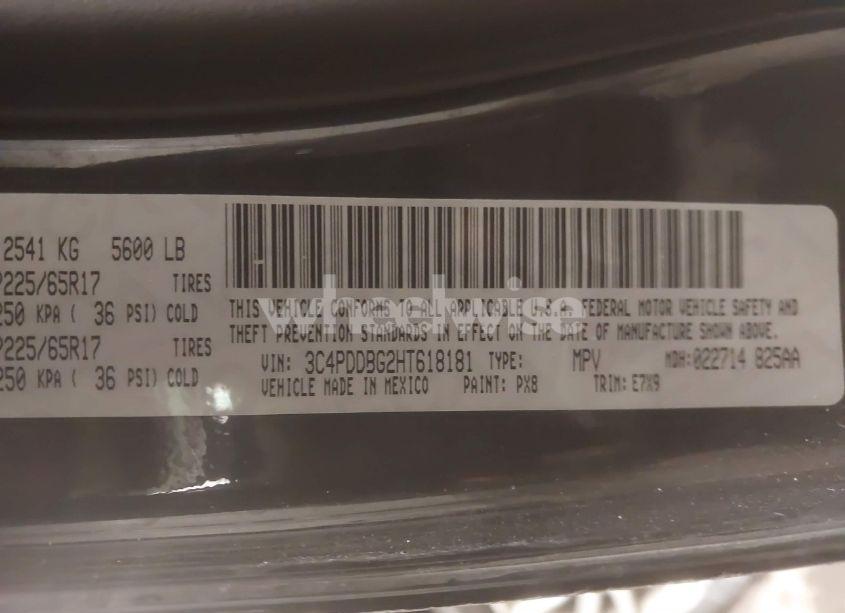 2541 KG 5600 LB
P225/65R17 TIRES
250 KPA ( 36 PSI) COLD
P225/65R17 TIRES
250 KPA ( 36 PSI) COLD
THIS VEHICLE CONFORMS TO ALL APPLICABLE U.S.A. FEDERAL MOTOR VEHICLE SAFETY AND
THEFT PREVENTION STANDARDS IN EFFECT ON THE DATE OF MANUFACTURE SHOWN ABOVE.
VIN: 3C4PDDBG2HT618181 TYPE: MPV MDH: 022714 825AA
VEHICLE MADE IN MEXICO PAINT: PX8 TRIM: E7X9
wheelwise